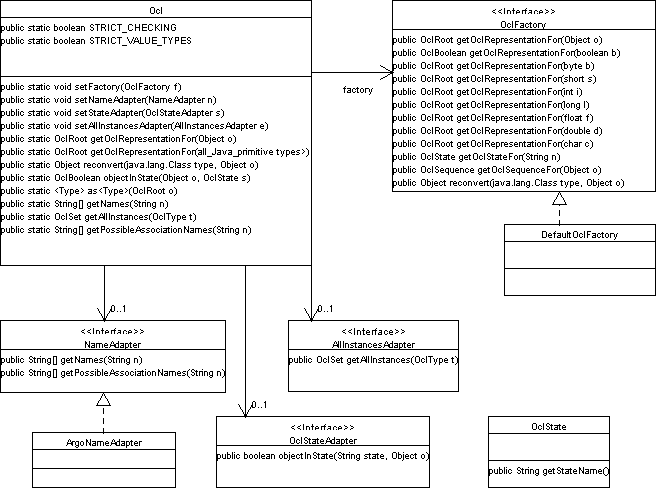 Ocl
public static boolean STRICT_CHECKING
public static boolean STRICT_VALUE_TYPES
public static void setFactory(OclFactory f)
public static void setNameAdapter(NameAdapter n)
public static void setStateAdapter(OclStateAdapter s)
public static void setAllInstancesAdapter(AllInstancesAdapter e)
public static OclRoot getOclRepresentationFor(Object o)
public static OclRoot getOclRepresentationFor(all_Java_primitive types>)
public static Object reconvert(java.lang.Class type, Object o)
public static OclBoolean objectInState(Object o, OclState s)
public static <Type> as<Type>(OclRoot o)
public static String[] getNames(String n)
public static OclSet getAllInstances(OclType t)
public static String[] getPossibleAssociationNames(String n)
factory
<<Interface>>
OclFactory
public OclRoot getOclRepresentationFor(Object o)
public OclBoolean getOclRepresentationFor(boolean b)
public OclRoot getOclRepresentationFor(byte b)
public OclRoot getOclRepresentationFor(short s)
public OclRoot getOclRepresentationFor(int i)
public OclRoot getOclRepresentationFor(long l)
public OclRoot getOclRepresentationFor(float f)
public OclRoot getOclRepresentationFor(double d)
public OclRoot getOclRepresentationFor(char c)
public OclState getOclStateFor(String n)
public OclSequence getOclSequenceFor(Object o)
public Object reconvert(java.lang.Class type, Object o)
DefaultOclFactory
0..1
0..1
<<Interface>>
NameAdapter
public String[] getNames(String n)
public String[] getPossibleAssociationNames(String n)
<<Interface>>
AllInstancesAdapter
public OclSet getAllInstances(OclType t)
0..1
ArgoNameAdapter
<<Interface>>
OclStateAdapter
public boolean objectInState(String state, Object o)
OclState
public String getStateName()